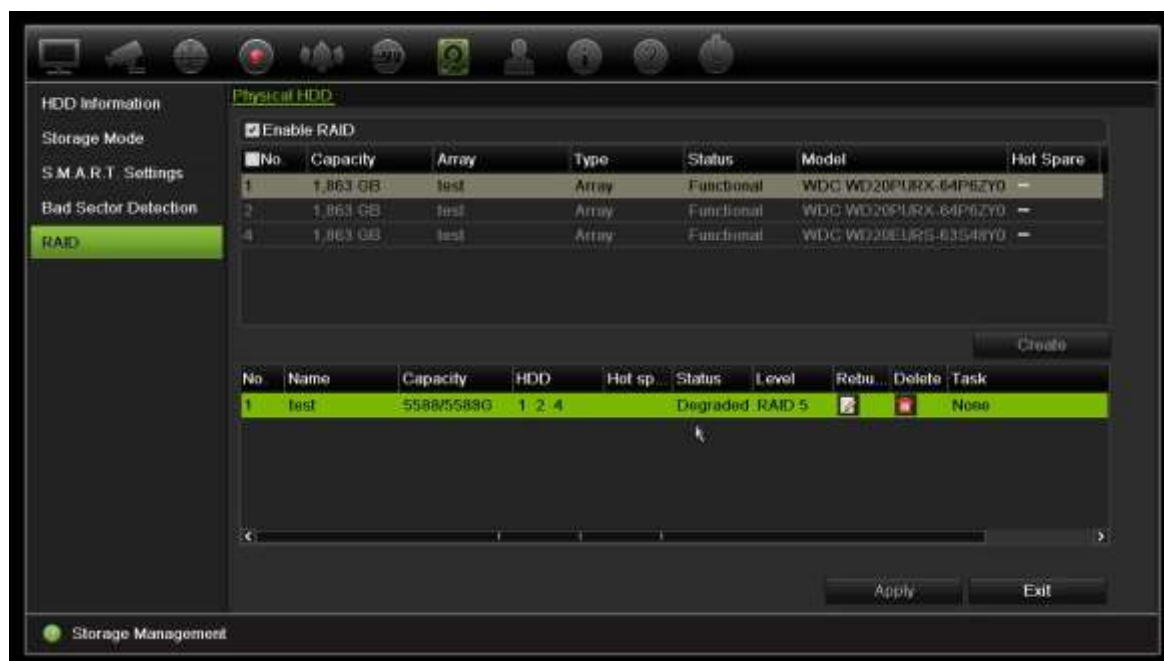 HDD Information
Storage Mode
S.M.A.R.T. Settings
Bad Sector Detection
RAID
Physical HDD
Enable RAID
No. Capacity Array Type Status Model Hot Spare
1 1,863 GB test Array Functional WDC WD20PURX-64P6ZY0 —
2 1,863 GB test Array Functional WDC WD20PURX-64P6ZY0 —
4 1,863 GB test Array Functional WDC WD20EURS-63S48Y0 —
Create
No. Name Capacity HDD Hot sp... Status Level Rebu... Delete Task
1 test 5588/5588G 1 2 4 Degraded RAID 5 None
Apply Exit
Storage Management